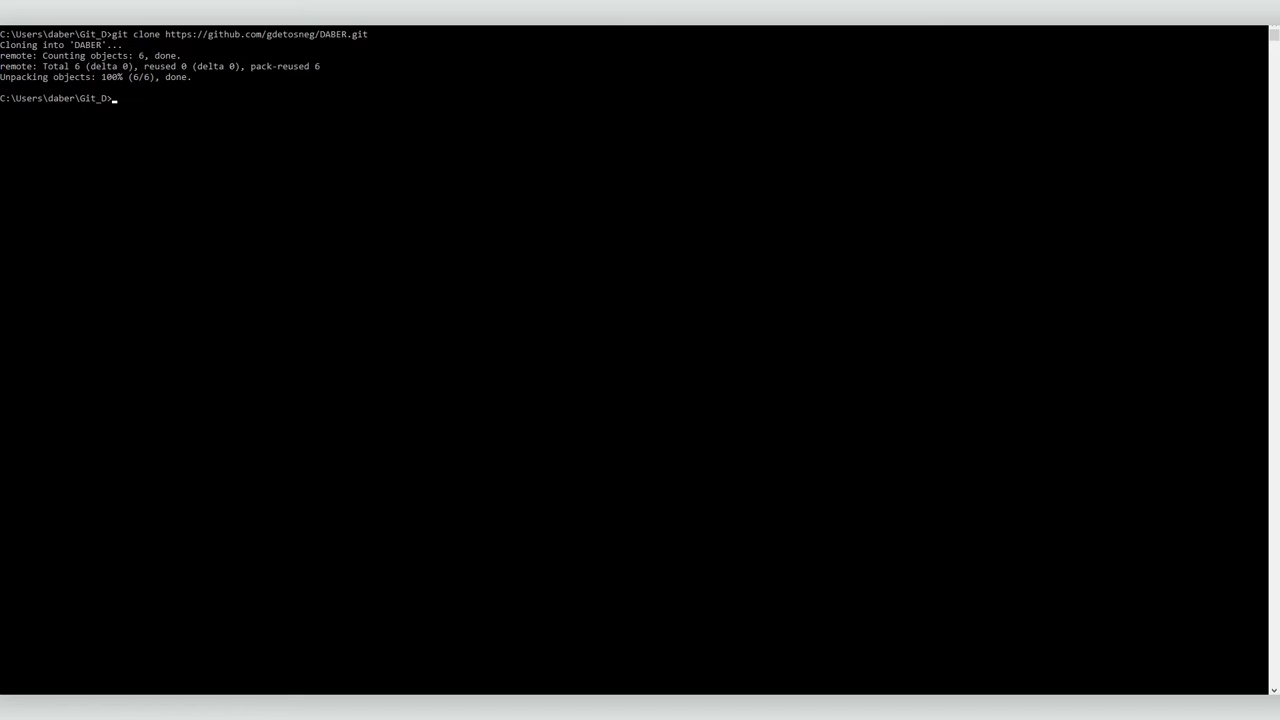 C:\Users\daber\Git_D>git clone https://github.com/gdetosneg/DABER.git
Cloning into 'DABER'...
remote: Counting objects: 6, done.
remote: Total 6 (delta 0), reused 0 (delta 0), pack-reused 6
Unpacking objects: 100% (6/6), done.
C:\Users\daber\Git_D>